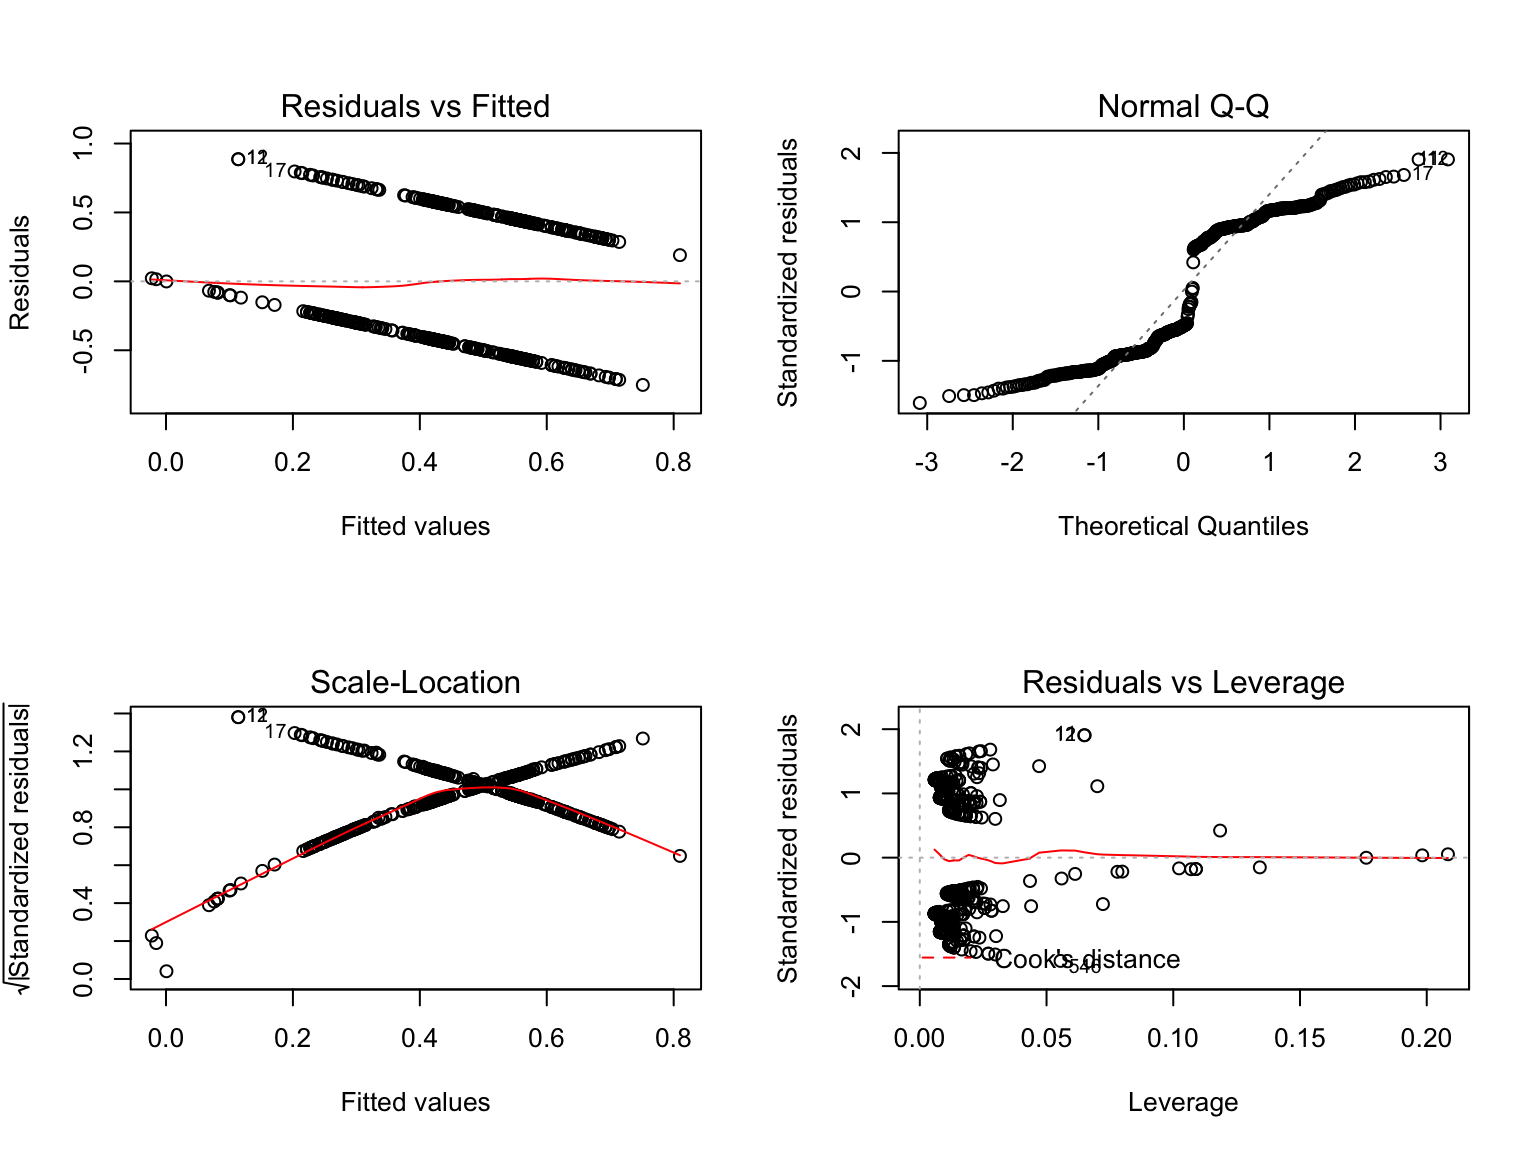 Residuals vs Fitted
Residuals
1.0
0.5
0.0
-0.5
17
0.0 0.2 0.4 0.6 0.8
Fitted values
Normal Q-Q
Standardized residuals
2
1
0
-1
17
-3 -2 -1 0 1 2 3
Theoretical Quantiles
Scale-Location
√|Standardized residuals|
1.2
0.8
0.4
0.0
17
0.0 0.2 0.4 0.6 0.8
Fitted values
Residuals vs Leverage
Standardized residuals
2
1
0
-1
-2
Cook's distance
546
0.00 0.05 0.10 0.15 0.20
Leverage